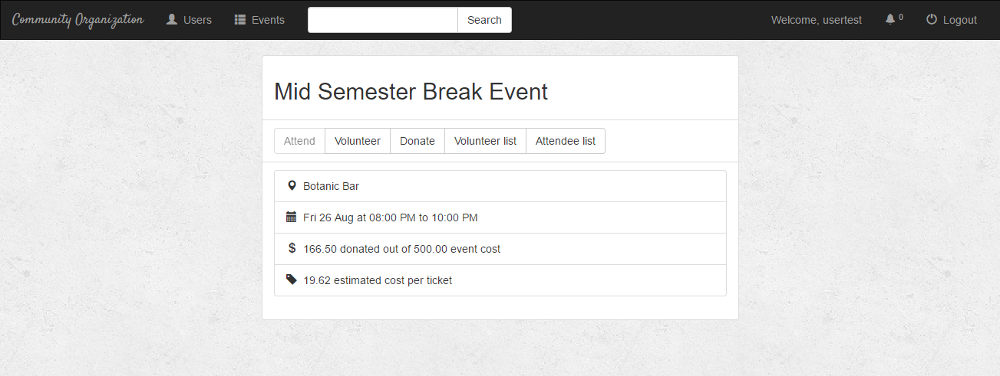 Community Organization Users Events Search Welcome, usertest 0 Logout
Mid Semester Break Event
Attend Volunteer Donate Volunteer list Attendee list
Botanic Bar
Fri 26 Aug at 08:00 PM to 10:00 PM
$ 166.50 donated out of 500.00 event cost
19.62 estimated cost per ticket